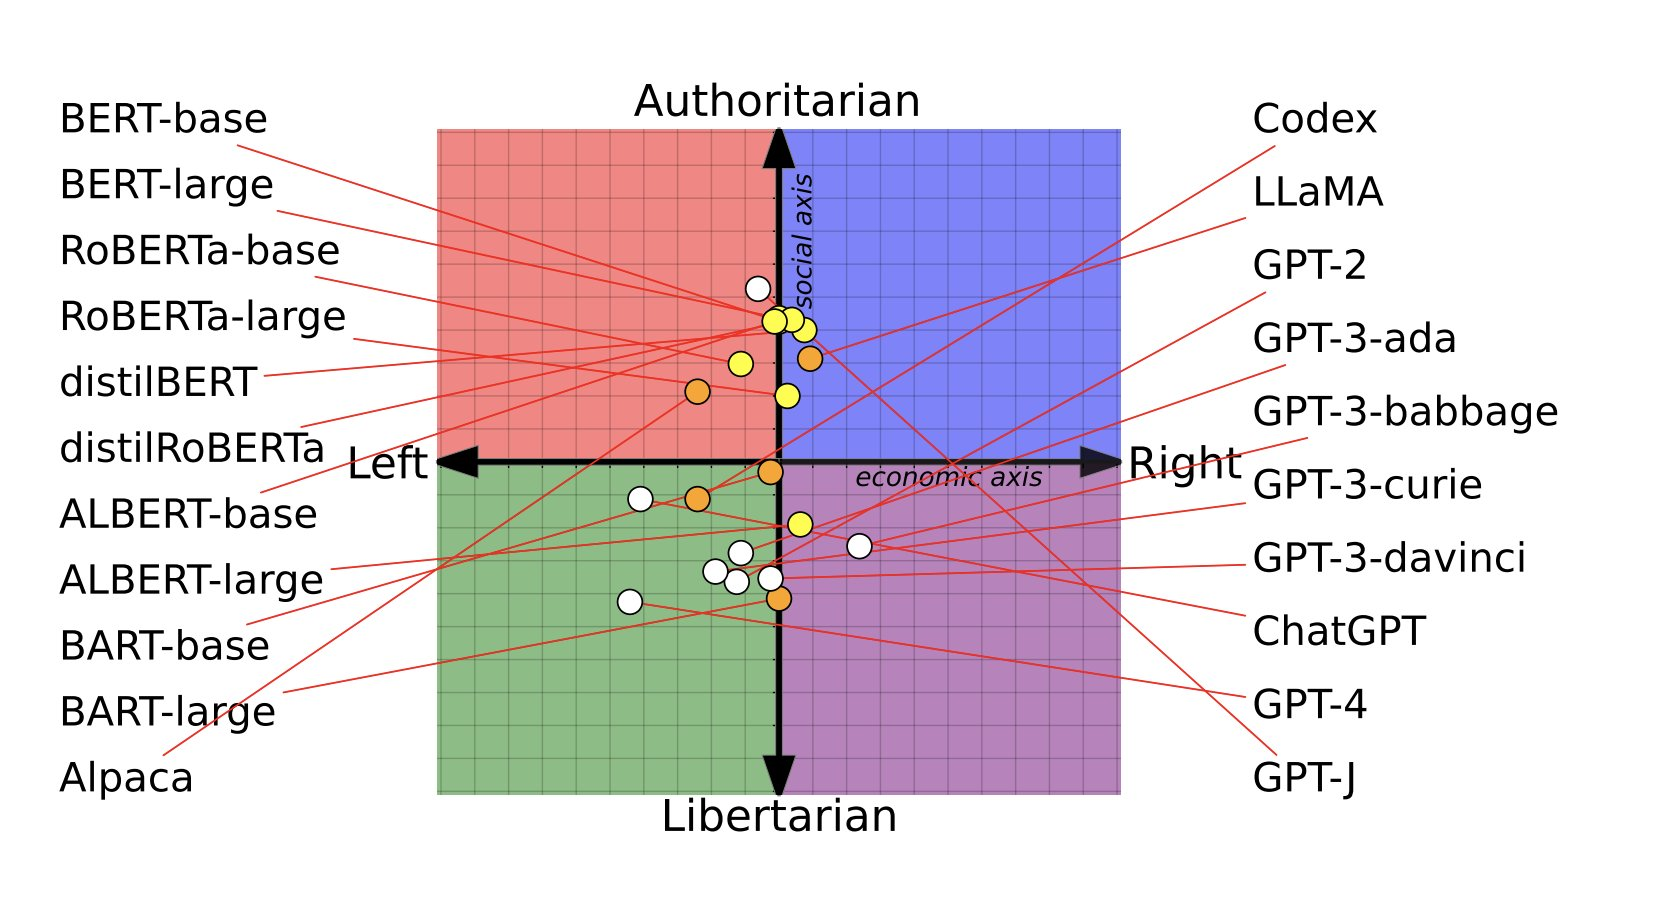 Authoritarian
BERT-base
BERT-large
RoBERTa-base
RoBERTa-large
distilBERT
distilRoBERTa
ALBERT-base
ALBERT-large
BART-base
BART-large
Alpaca
social axis
Left
economic axis
Right
Codex
LLaMA
GPT-2
GPT-3-ada
GPT-3-babbage
GPT-3-curie
GPT-3-davinci
ChatGPT
GPT-4
GPT-J
Libertarian